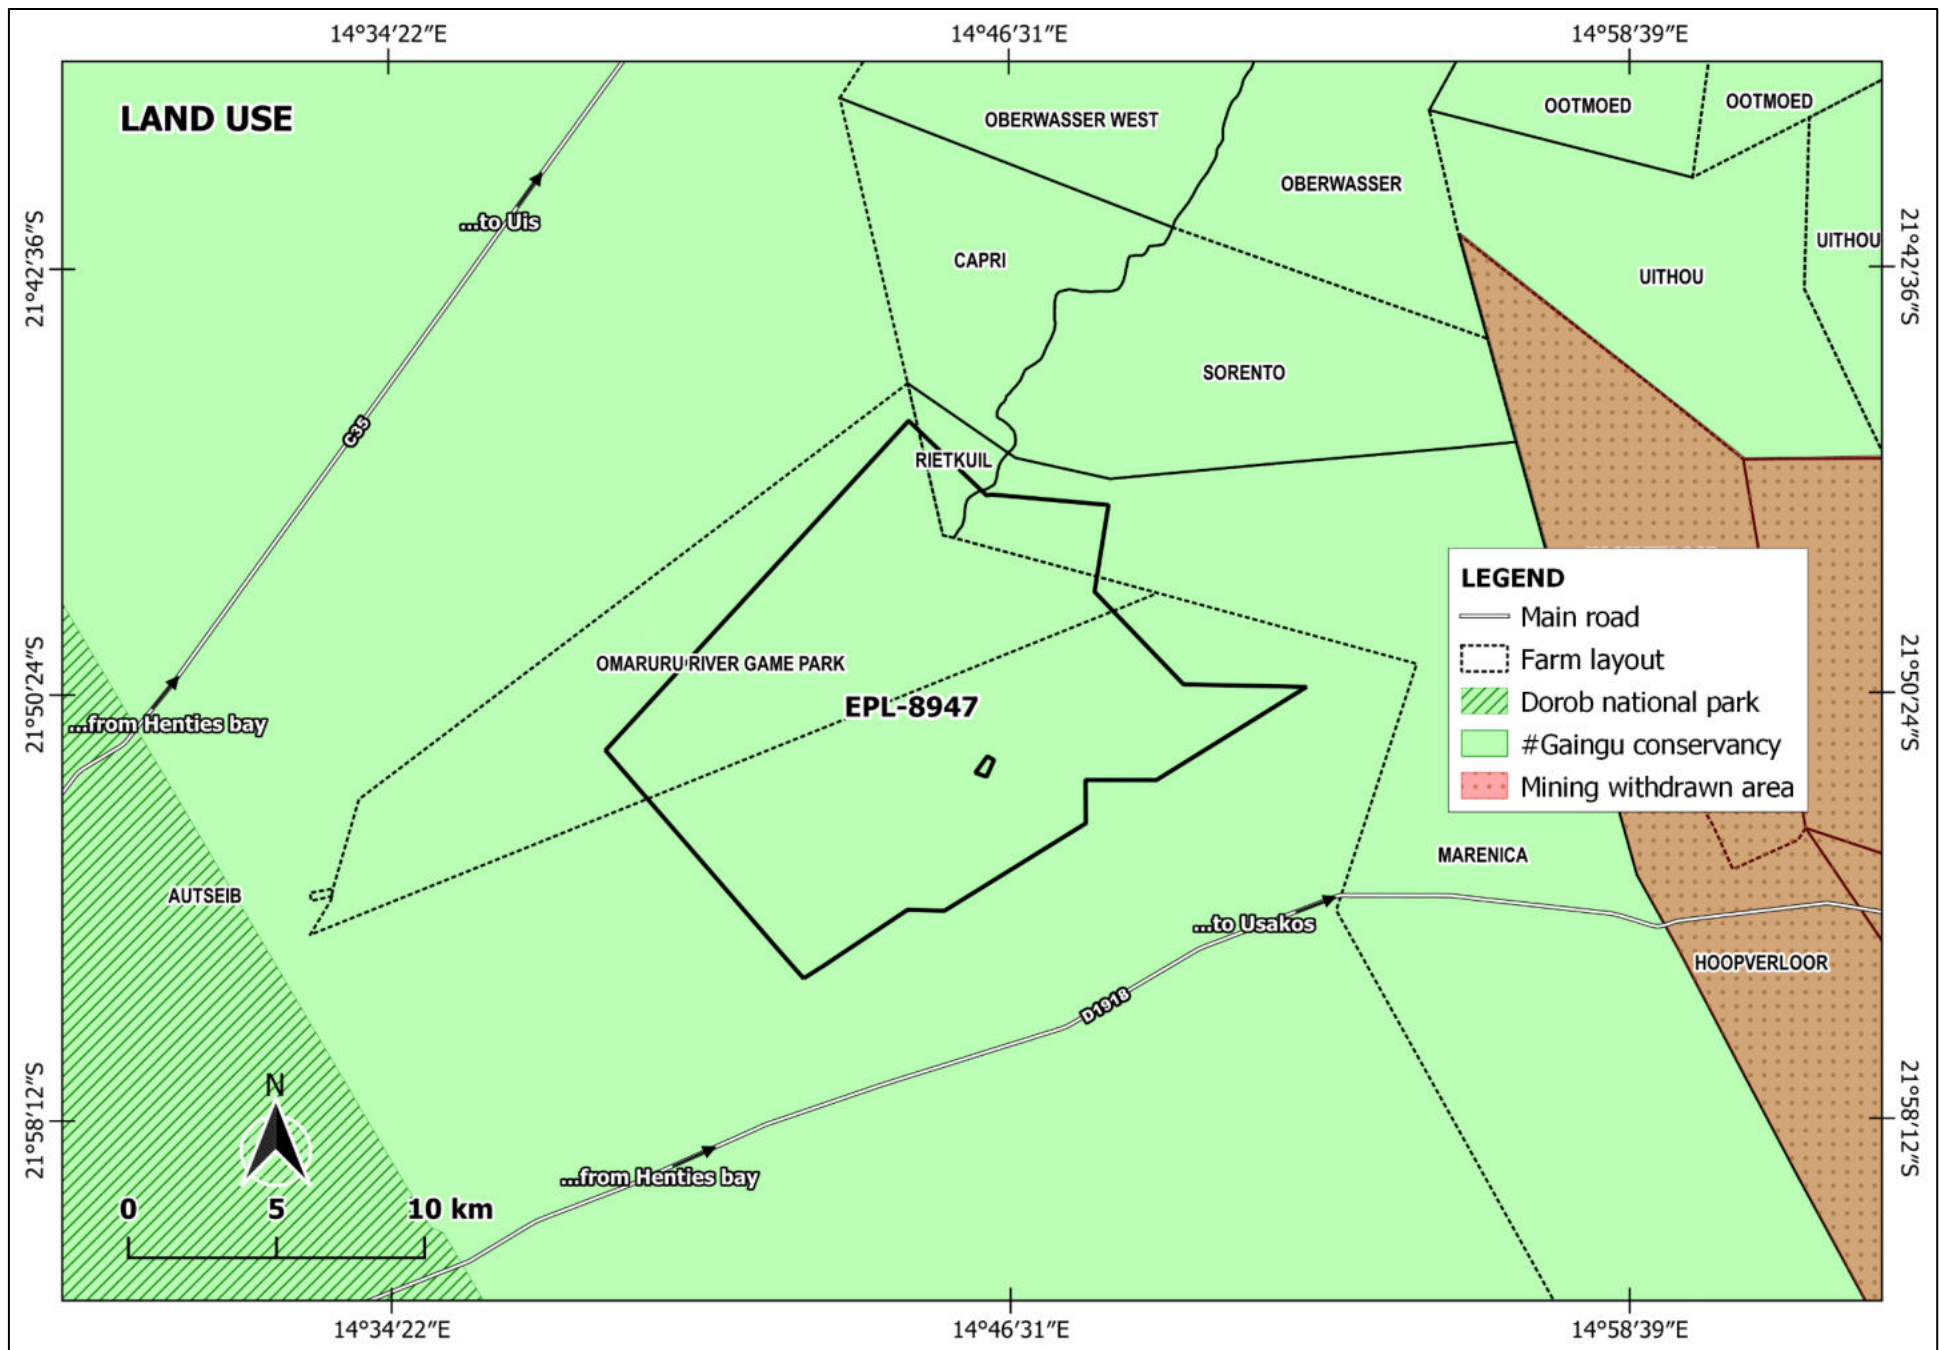 14°34′22″E
14°46′31″E
14°58′39″E
LAND USE
OBERWASSER WEST
OOTMOED
OOTMOED
OBERWASSER
...to Uis
21°42′36″S
CAPRI
UITHOU
UITHOU
21°42′36″S
SORENTO
C35
RIETKUIL
LEGEND
Main road
Farm layout
Dorob national park
#Gaingu conservancy
Mining withdrawn area
OMARURU RIVER GAME PARK
EPL-8947
21°50′24″S
21°50′24″S
...from Henties bay
AUTSEIB
MARENICA
...to Usakos
HOOPVERLOOR
D1918
N
21°58′12″S
21°58′12″S
...from Henties bay
0 5 10 km
14°34′22″E
14°46′31″E
14°58′39″E